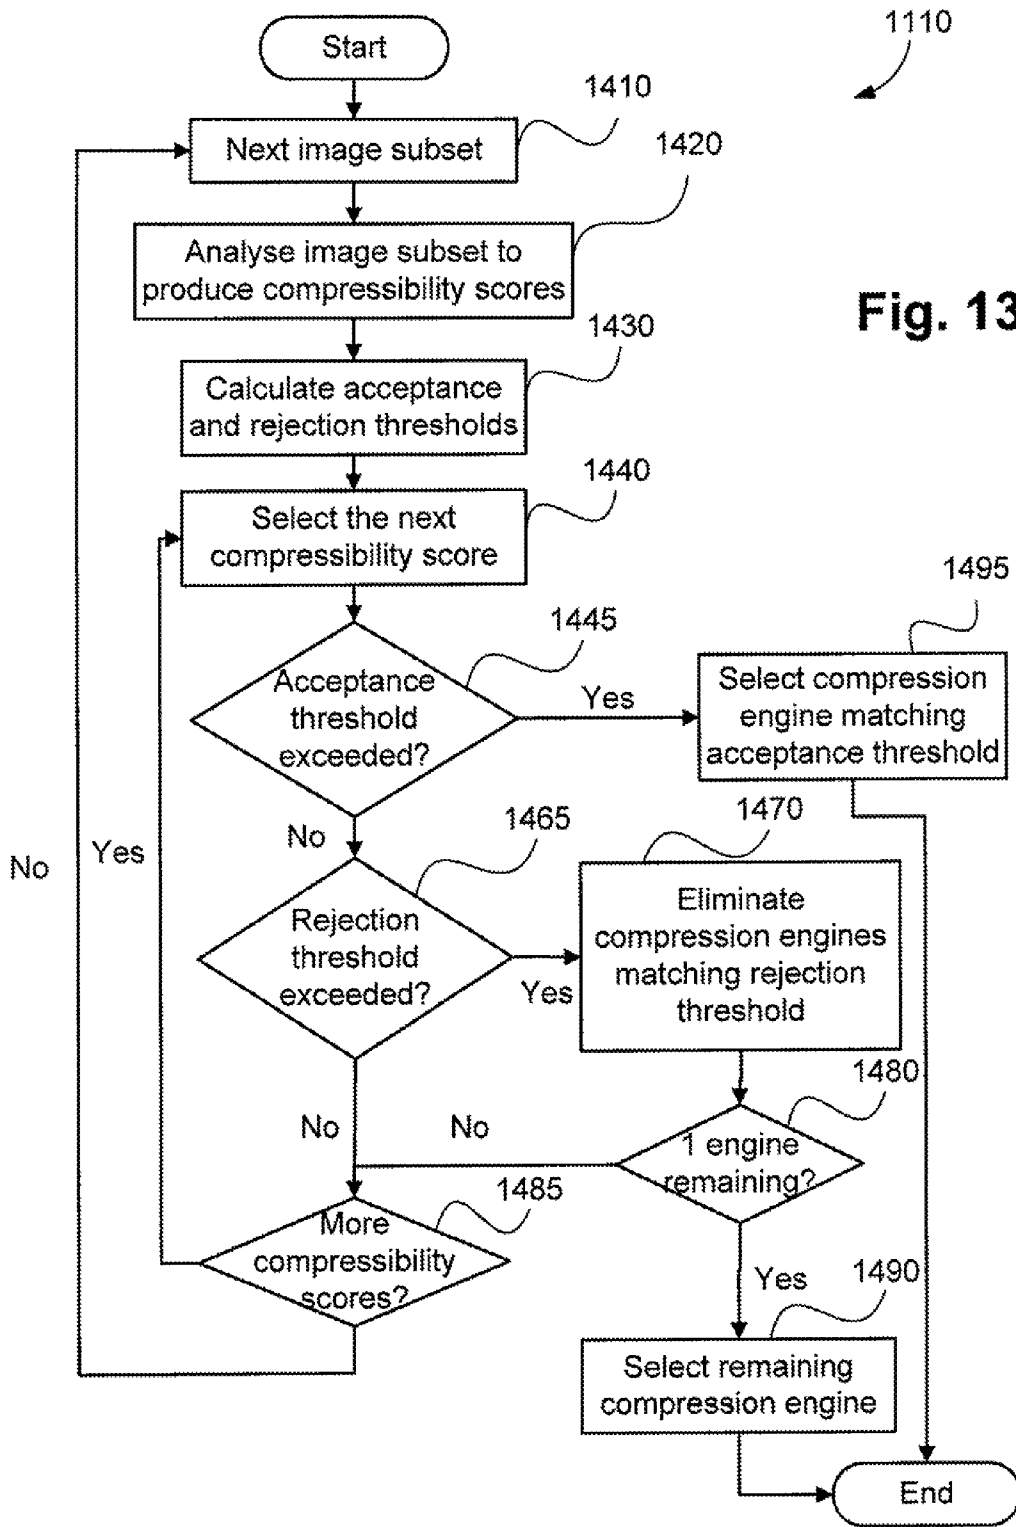 1110
Start
1410
Next image subset
1420
Analyse image subset to
produce compressibility scores
Fig. 13
1430
Calculate acceptance
and rejection thresholds
1440
Select the next
compressibility score
1445
Acceptance
threshold
exceeded?
Yes
1495
Select compression
engine matching
acceptance threshold
No
1465
Rejection
threshold
exceeded?
Yes
1470
Eliminate
compression engines
matching rejection
threshold
No
Yes
No
No
1480
1 engine
remaining?
1485
More
compressibility
scores?
Yes
1490
Select remaining
compression engine
End